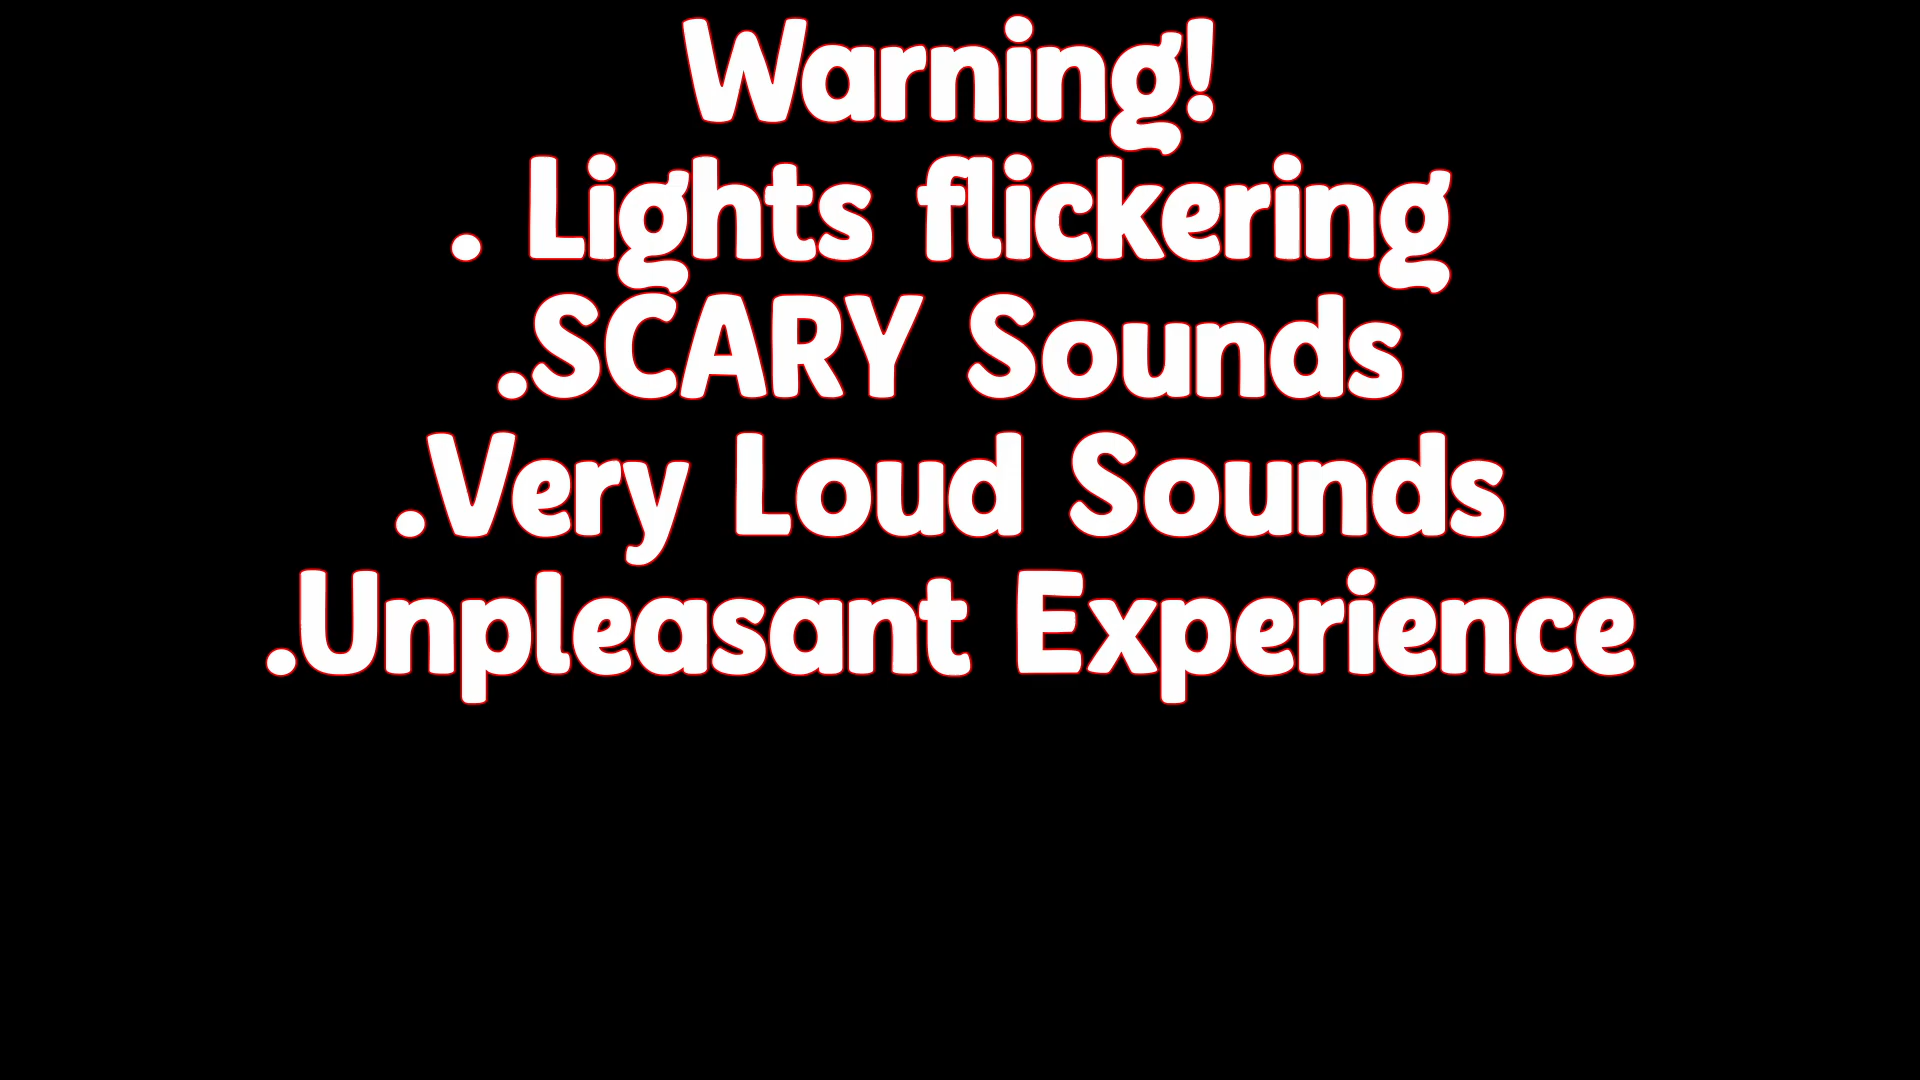 Warning!
. Lights flickering
.SCARY Sounds
.Very Loud Sounds
.Unpleasant Experience